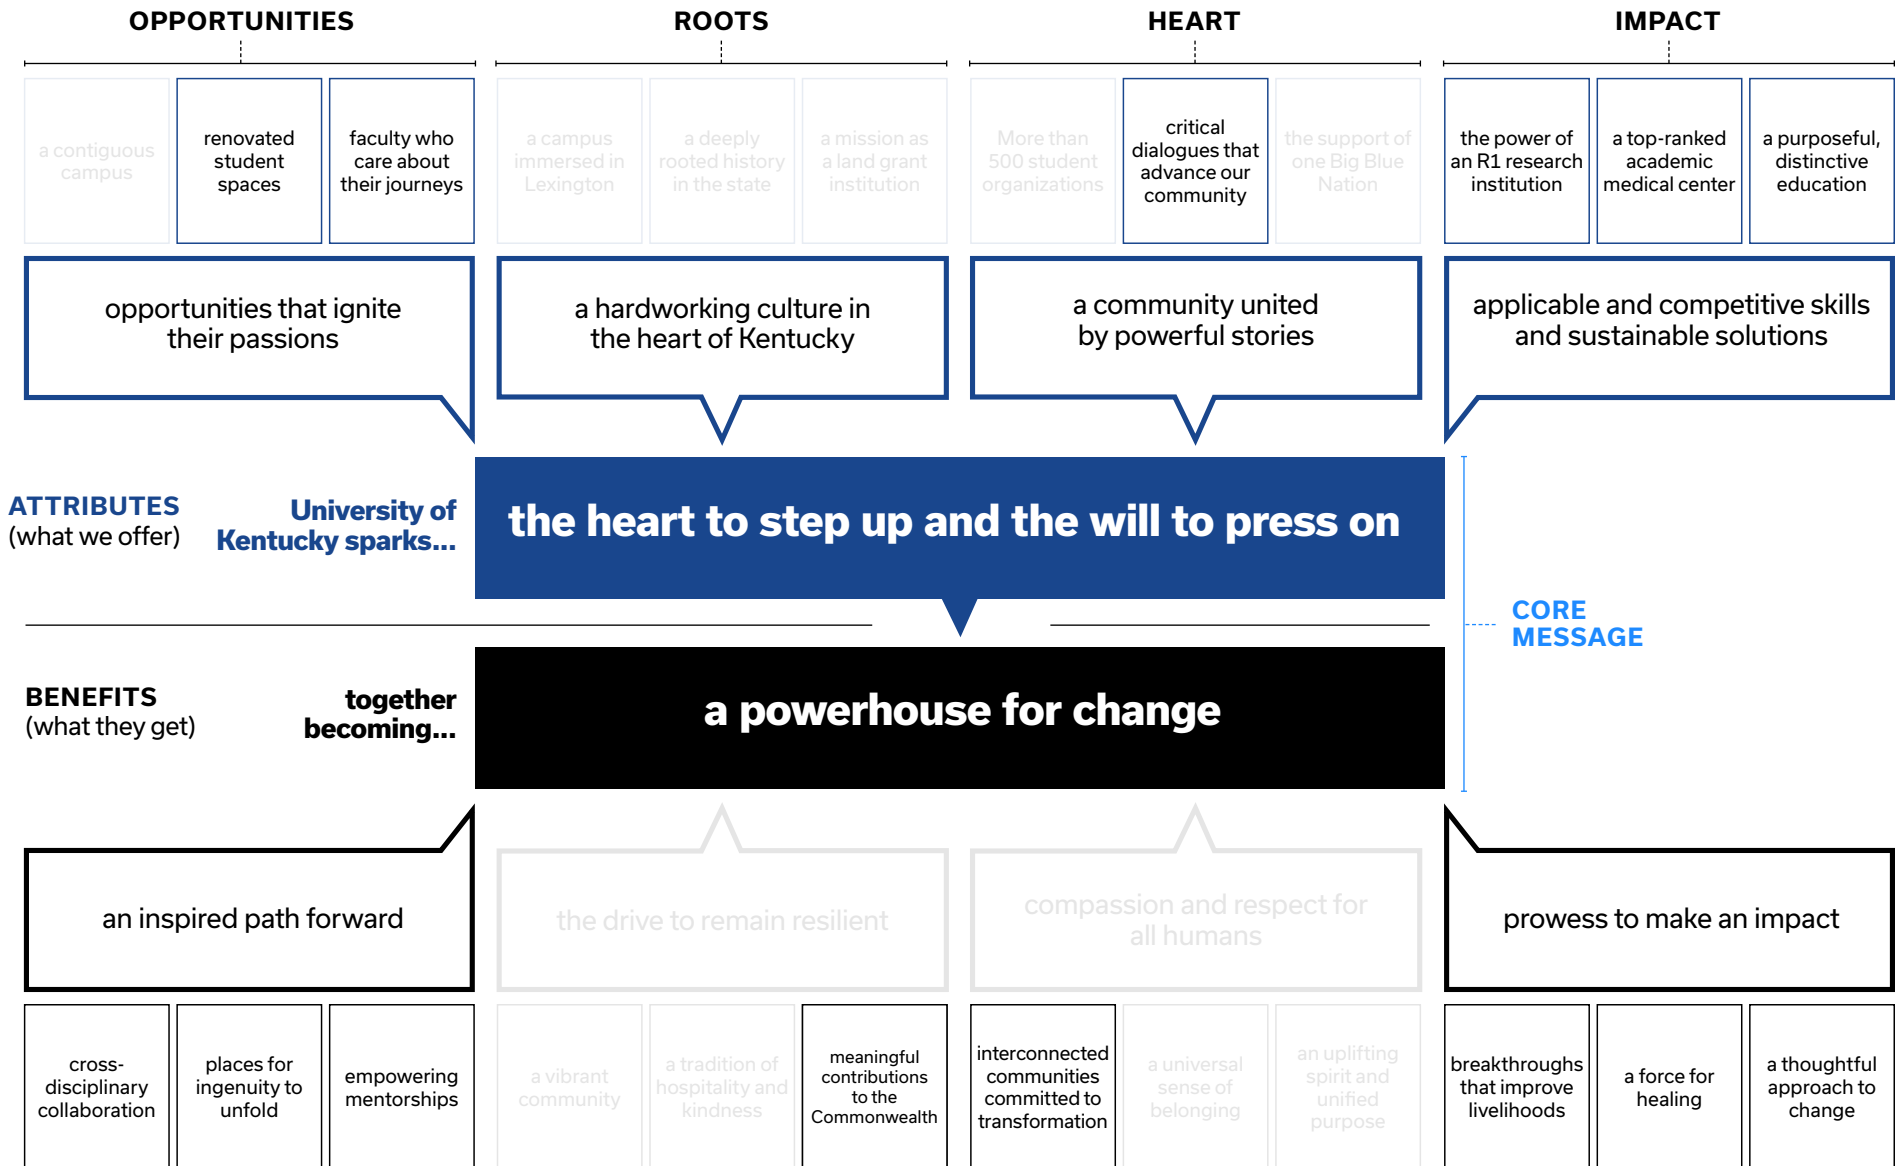 OPPORTUNITIES
ROOTS
HEART
IMPACT
a contiguous
campus
renovated
student
spaces
faculty who
care about
their journeys
a campus
immersed in
Lexington
a deeply
rooted history
in the state
a mission as
a land grant
institution
More than
500 student
organizations
critical
dialogues that
advance our
community
the support of
one Big Blue
Nation
the power of
an R1 research
institution
a top-ranked
academic
medical center
a purposeful,
distinctive
education
opportunities that ignite
their passions
a hardworking culture in
the heart of Kentucky
a community united
by powerful stories
applicable and competitive skills
and sustainable solutions
ATTRIBUTES
(what we offer)
University of
Kentucky sparks...
the heart to step up and the will to press on
CORE
MESSAGE
BENEFITS
(what they get)
together
becoming...
a powerhouse for change
an inspired path forward
the drive to remain resilient
compassion and respect for
all humans
prowess to make an impact
cross-
disciplinary
collaboration
places for
ingenuity to
unfold
empowering
mentorships
a vibrant
community
a tradition of
hospitality and
kindness
meaningful
contributions
to the
Commonwealth
interconnected
communities
committed to
transformation
a universal
sense of
belonging
an uplifting
spirit and
unified
purpose
breakthroughs
that improve
livelihoods
a force for
healing
a thoughtful
approach to
change